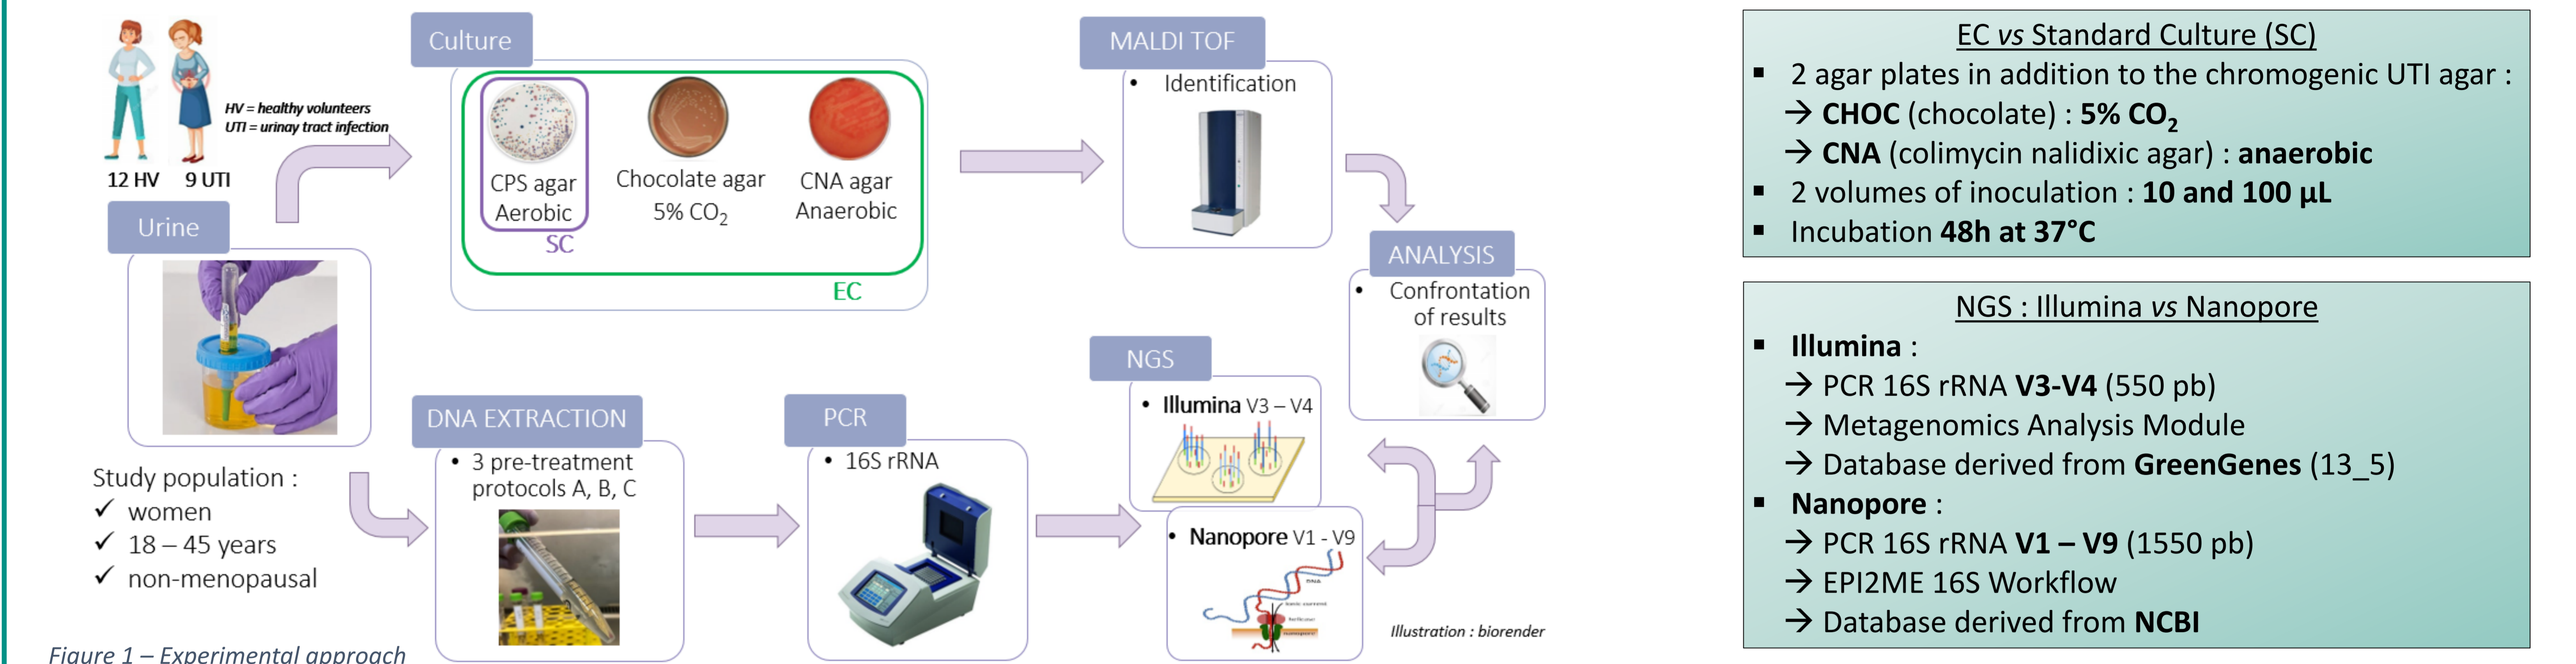 HV = healthy volunteers
UTI = urinay tract infection
12 HV
9 UTI
Urine
Study population :
✓ women
✓ 18 – 45 years
✓ non-menopausal
Culture
CPS agar
Aerobic
SC
Chocolate agar
5% CO₂
CNA agar
Anaerobic
EC
MALDI TOF
• Identification
DNA EXTRACTION
• 3 pre-treatment
protocols A, B, C
PCR
• 16S rRNA
NGS
• Illumina V3 – V4
• Nanopore V1 - V9
DNA
ANALYSIS
• Confrontation
of results
Illustration : biorender
Figure 1 – Experimental approach
EC vs Standard Culture (SC)
▪ 2 agar plates in addition to the chromogenic UTI agar :
→ CHOC (chocolate) : 5% CO₂
→ CNA (colimycin nalidixic agar) : anaerobic
▪ 2 volumes of inoculation : 10 and 100 µL
▪ Incubation 48h at 37°C
NGS : Illumina vs Nanopore
▪ Illumina :
→ PCR 16S rRNA V3-V4 (550 pb)
→ Metagenomics Analysis Module
→ Database derived from GreenGenes (13_5)
▪ Nanopore :
→ PCR 16S rRNA V1 – V9 (1550 pb)
→ EPI2ME 16S Workflow
→ Database derived from NCBI